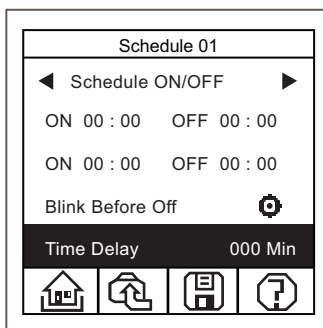 Schedule 01
Schedule ON/OFF
ON 00 : 00 OFF 00 : 00
ON 00 : 00 OFF 00 : 00
Blink Before Off
Time Delay 000 Min